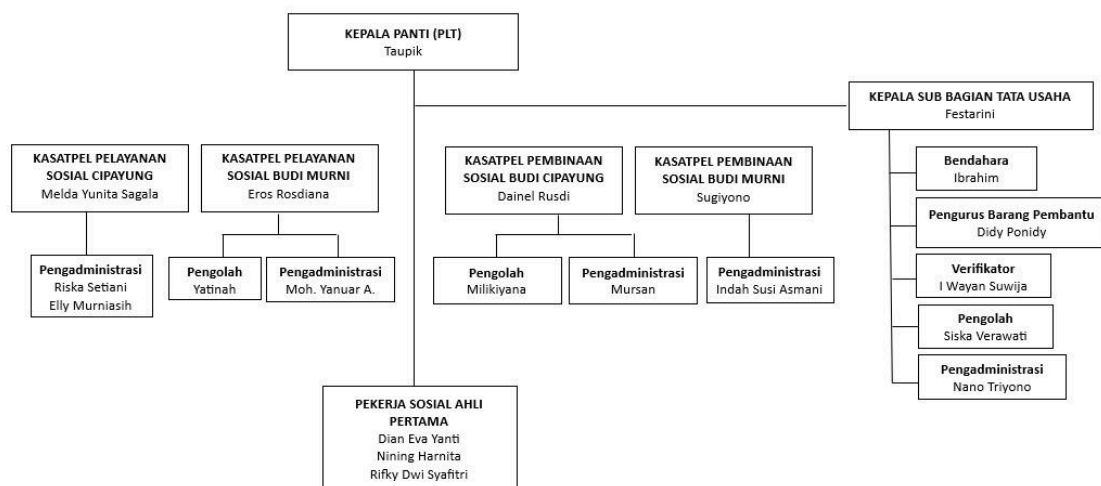 KEPALA PANTI (PLT)
Taupik
KEPALA SUB BAGIAN TATA USAHA
Festarini
KASATPEL PELAYANAN
SOSIAL CIPAYUNG
Melda Yunita Sagala
KASATPEL PELAYANAN
SOSIAL BUDI MURNI
Eros Rosdiana
KASATPEL PEMBINAAN
SOSIAL BUDI CIPAYUNG
Dainel Rusdi
KASATPEL PEMBINAAN
SOSIAL BUDI MURNI
Sugiyono
Pengadministrasi
Riska Setiani
Elly Murniasih
Pengolah
Yatinah
Pengadministrasi
Moh. Yanuar A.
Pengolah
Milikiyana
Pengadministrasi
Mursan
Pengadministrasi
Indah Susi Asmani
Bendahara
Ibrahim
Pengurus Barang Pembantu
Didy Ponidy
Verifikator
I Wayan Suwija
Pengolah
Siska Verawati
Pengadministrasi
Nano Triyono
PEKERJA SOSIAL AHLI
PERTAMA
Dian Eva Yanti
Nining Harnita
Rifky Dwi Syafitri